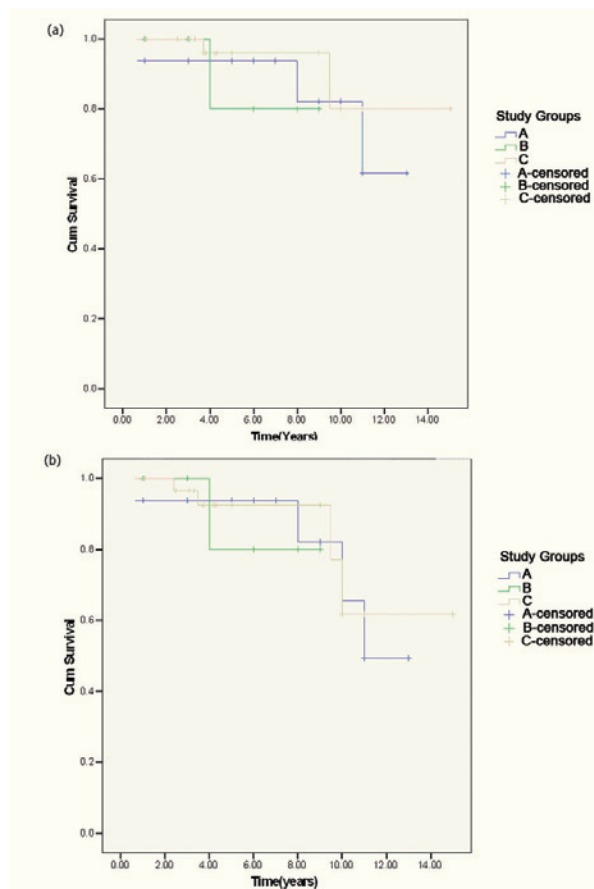 (a)
1.0
0.8
0.6
0.4
0.2
0.0
Cum Survival
0.00 2.00 4.00 6.00 8.00 10.00 12.00 14.00
Time(Years)
Study Groups
A
B
C
A-censored
B-censored
C-censored
(b)
1.0
0.8
0.6
0.4
0.2
0.0
Cum Survival
0.00 2.00 4.00 6.00 8.00 10.00 12.00 14.00
Time(years)
Study Groups
A
B
C
A-censored
B-censored
C-censored